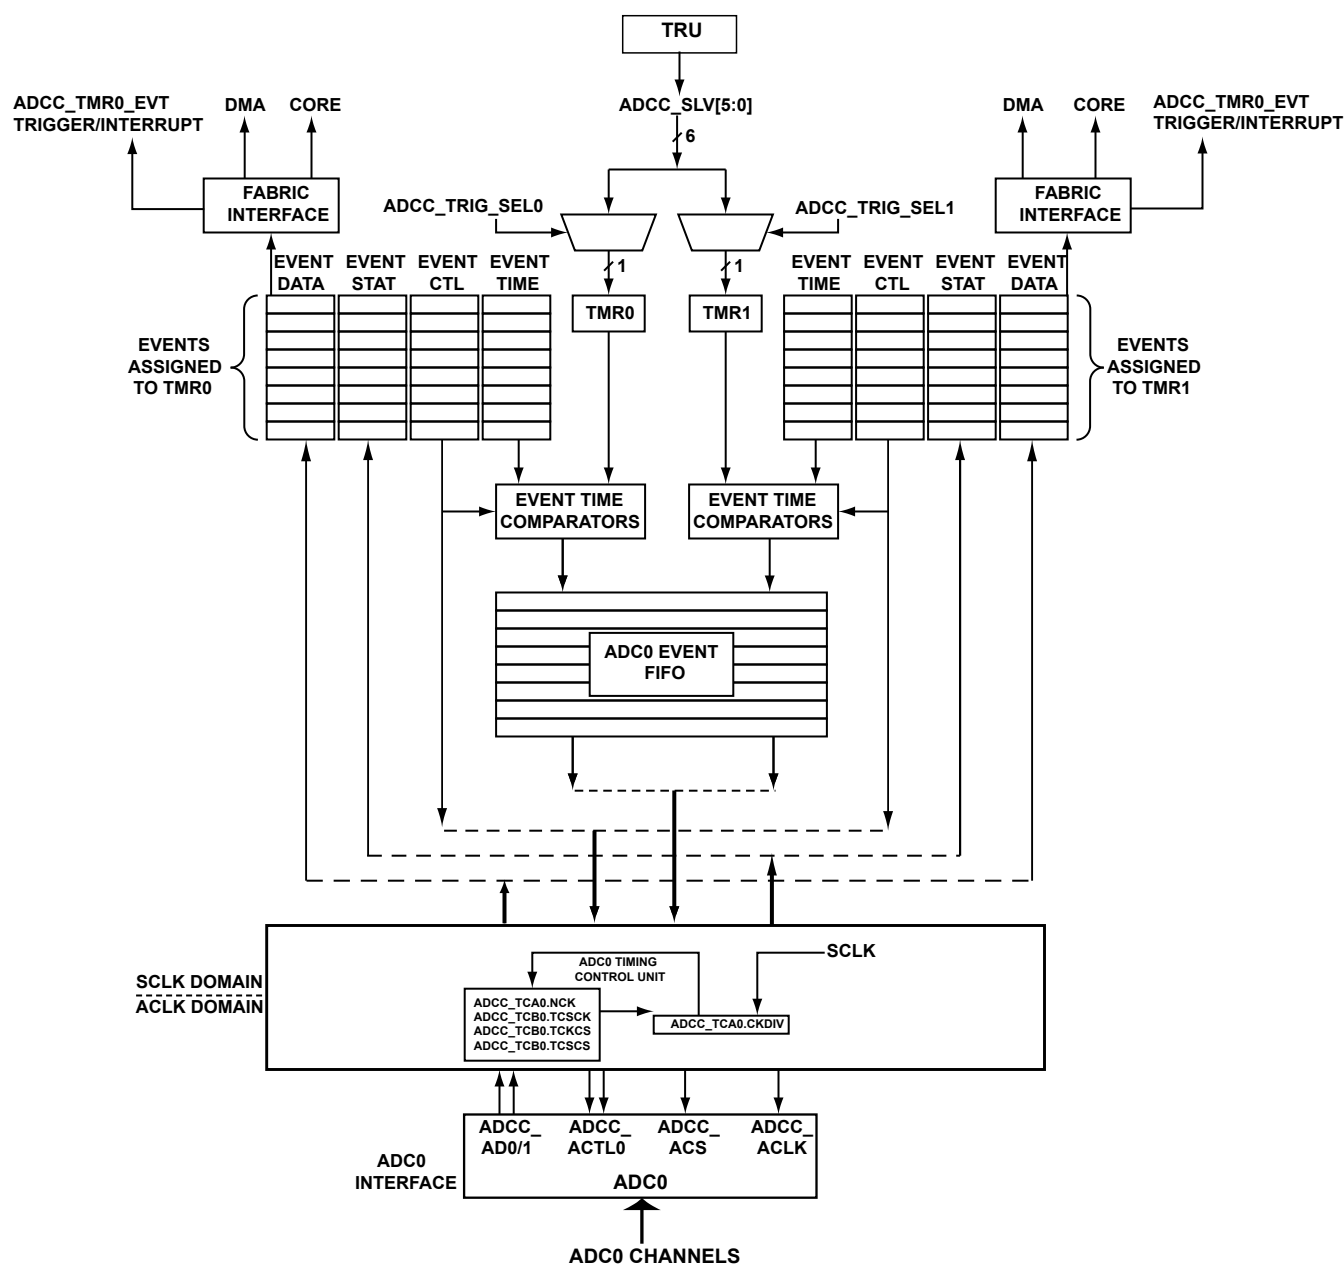 TRU
ADCC_SLV[5:0]
6
ADCC_TMR0_EVT
TRIGGER/INTERRUPT
DMA
CORE
FABRIC
INTERFACE
ADCC_TRIG_SEL0
ADCC_TRIG_SEL1
DMA
CORE
ADCC_TMR0_EVT
TRIGGER/INTERRUPT
FABRIC
INTERFACE
EVENT
DATA
EVENT
STAT
EVENT
CTL
EVENT
TIME
1
1
TMR0
TMR1
EVENT
TIME
EVENT
CTL
EVENT
STAT
EVENT
DATA
EVENTS
ASSIGNED
TO TMR0
EVENTS
ASSIGNED
TO TMR1
EVENT TIME
COMPARATORS
EVENT TIME
COMPARATORS
ADC0 EVENT
FIFO
SCLK DOMAIN
ACLK DOMAIN
ADC0 TIMING
CONTROL UNIT
SCLK
ADCC_TCA0.NCK
ADCC_TCB0.TCSCK
ADCC_TCB0.TCKCS
ADCC_TCB0.TCSCS
ADCC_TCA0.CKDIV
ADC0
INTERFACE
ADCC_
AD0/1
ADCC_
ACTL0
ADCC_
ACS
ADCC_
ACLK
ADC0
ADC0 CHANNELS